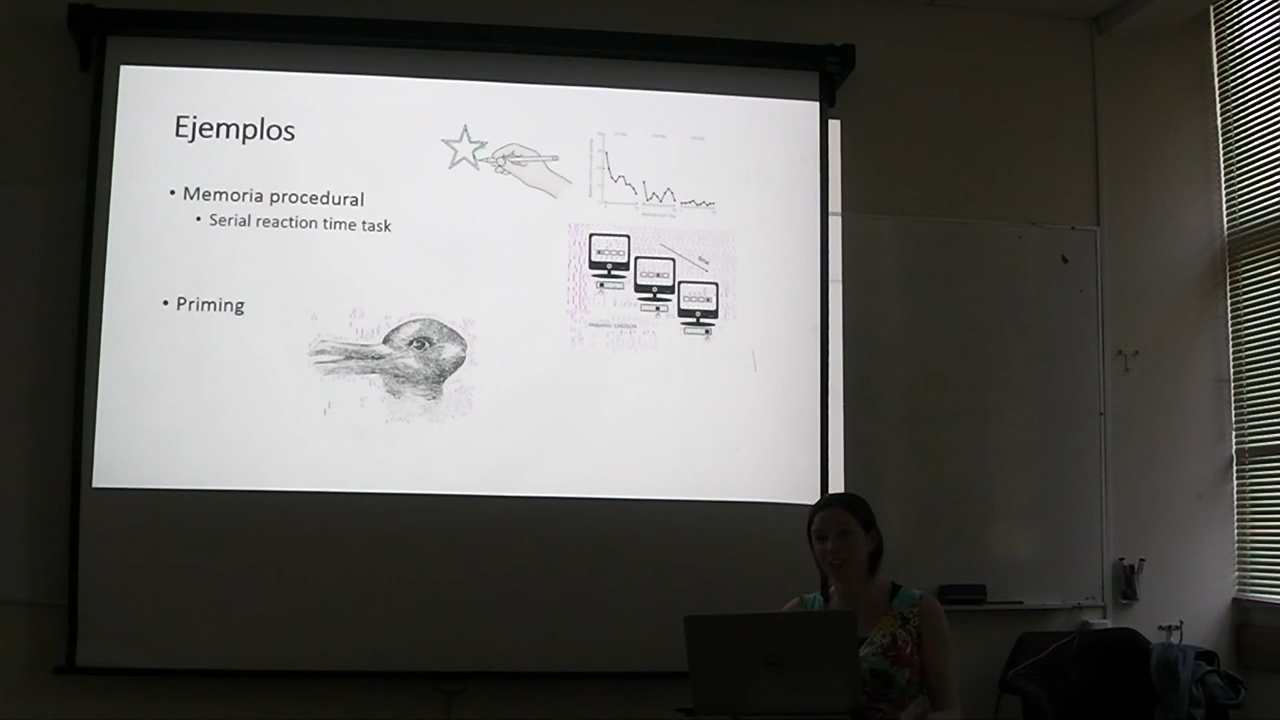 Ejemplos
• Memoria procedural
• Serial reaction time task
• Priming